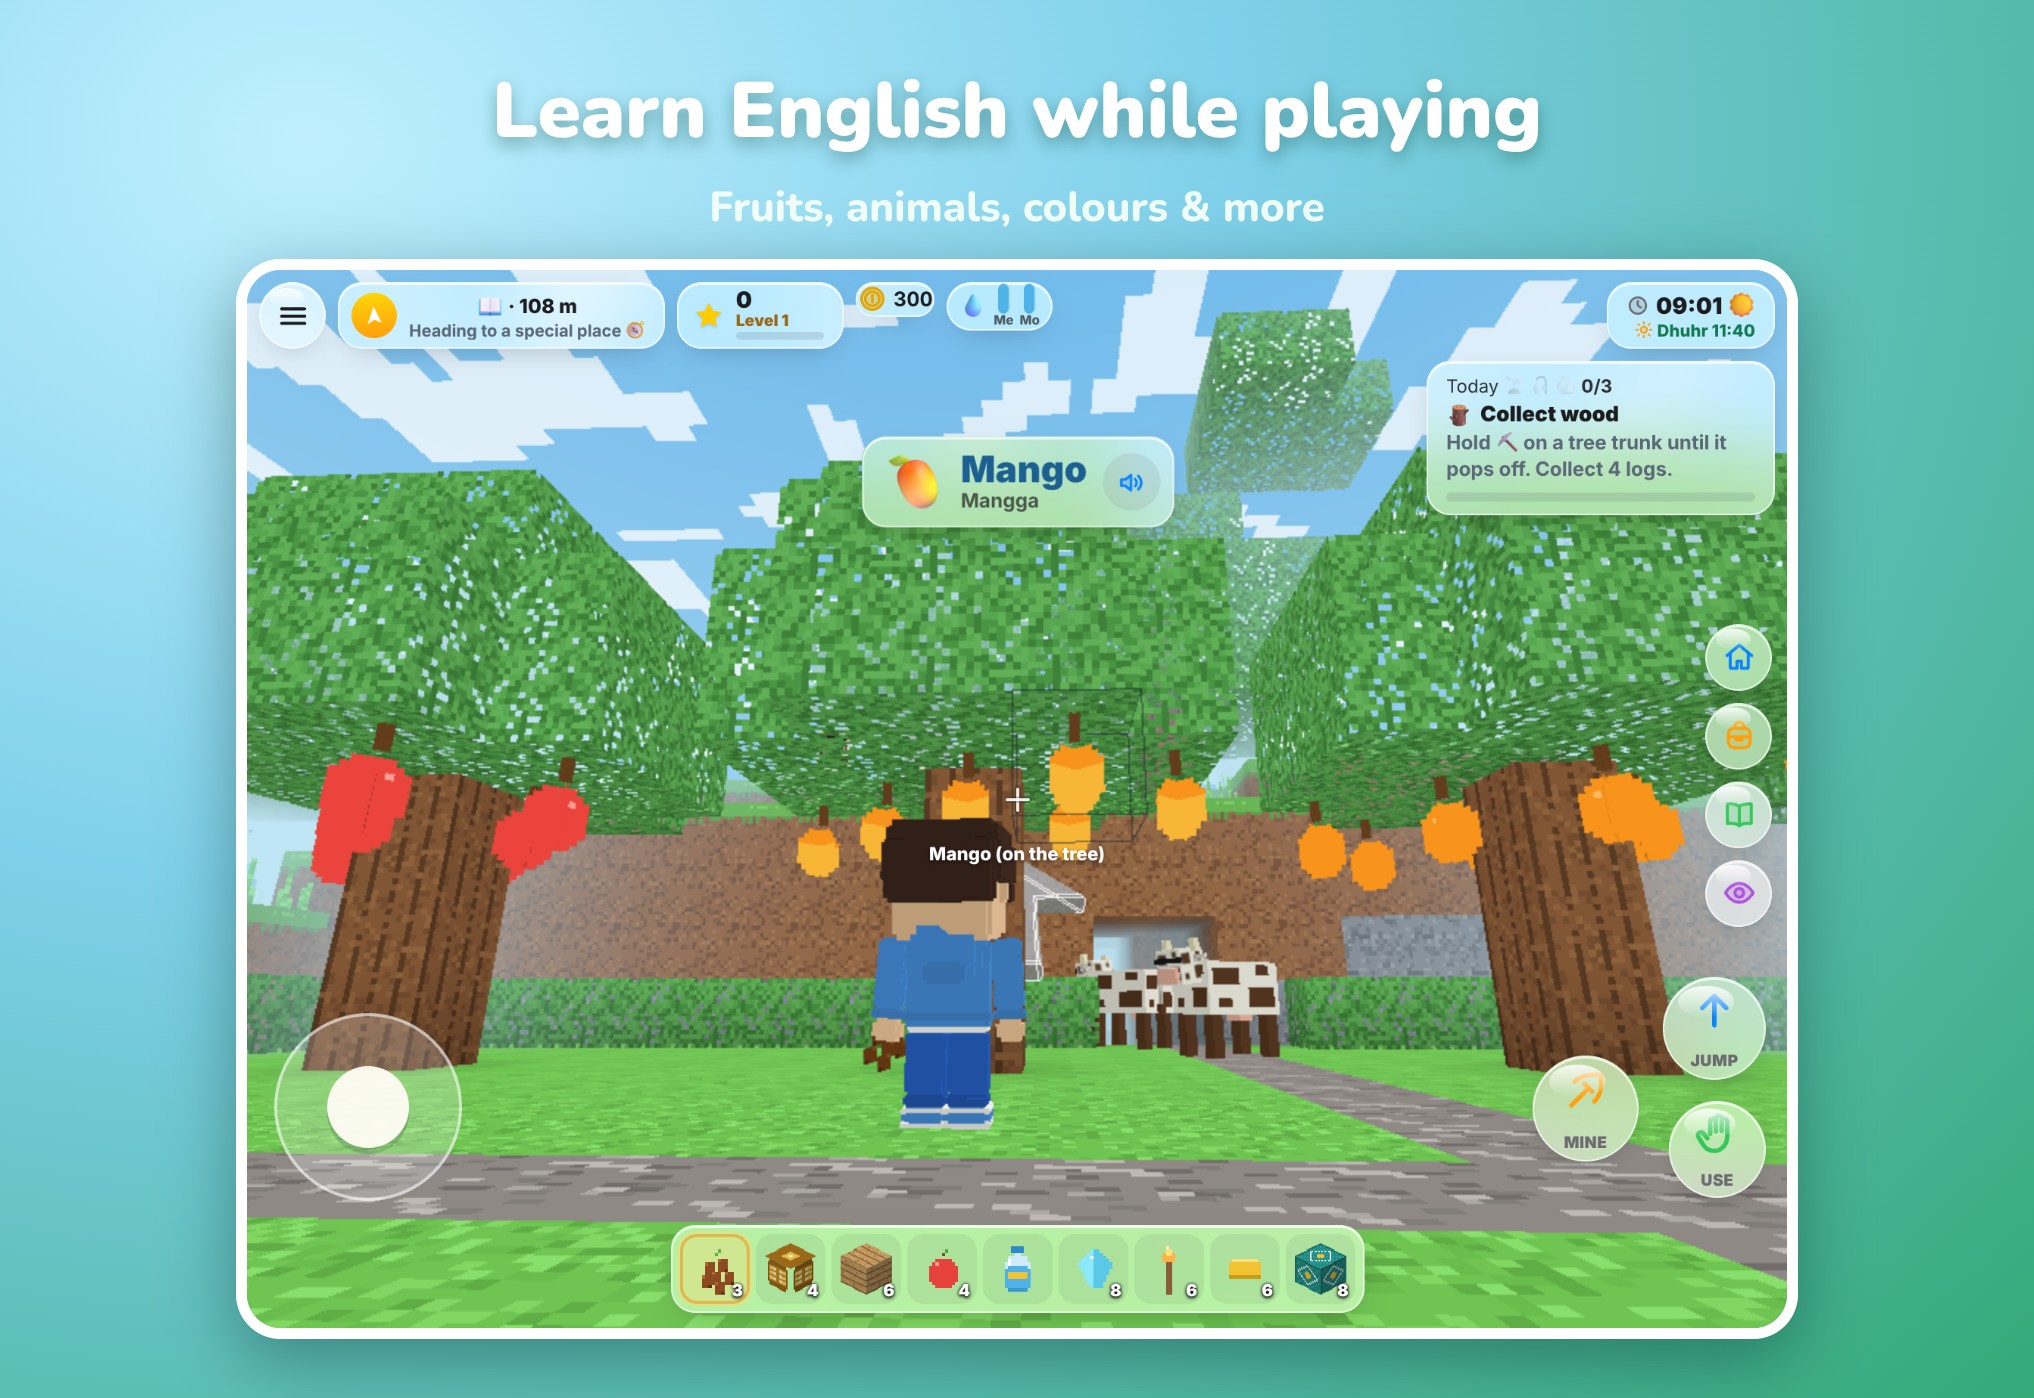 Learn English while playing
Fruits, animals, colours & more
· 108 m
Heading to a special place
0
Level 1
300
Me Mo
09:01
Dhuhr 11:40
Today 0/3
Collect wood
Hold on a tree trunk until it
pops off. Collect 4 logs.
Mango
Mangga
Mango (on the tree)
JUMP
MINE
USE
3 4 6 4 8 6 6 8